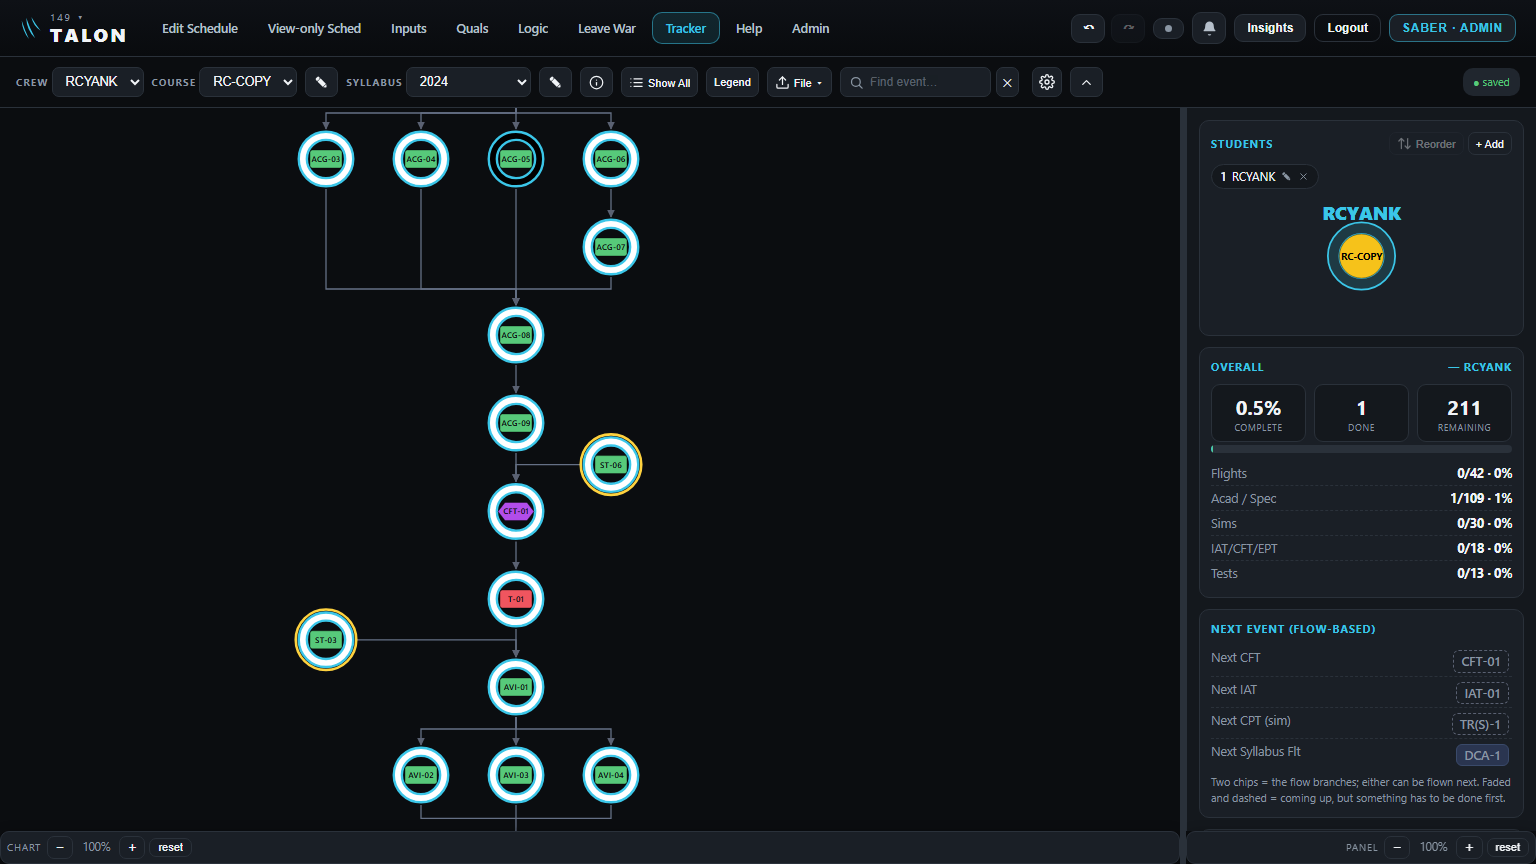 149
TALON
Edit Schedule
View-only Sched
Inputs
Quals
Logic
Leave War
Tracker
Help
Admin
Insights
Logout
SABER · ADMIN
CREW
RCYANK
COURSE
RC-COPY
SYLLABUS
2024
Show All
Legend
File
Find event...
saved
ACG-03
ACG-04
ACG-05
ACG-06
ACG-07
ACG-08
ACG-09
ST-06
CFT-01
T-01
ST-03
AVI-01
AVI-02
AVI-03
AVI-04
CHART
− 100% +
reset
STUDENTS
Reorder
+ Add
1 RCYANK
RCYANK
RC-COPY
OVERALL
— RCYANK
0.5%
COMPLETE
1
DONE
211
REMAINING
Flights 0/42 · 0%
Acad / Spec 1/109 · 1%
Sims 0/30 · 0%
IAT/CFT/EPT 0/18 · 0%
Tests 0/13 · 0%
NEXT EVENT (FLOW-BASED)
Next CFT CFT-01
Next IAT IAT-01
Next CPT (sim) TR(S)-1
Next Syllabus Flt DCA-1
Two chips = the flow branches; either can be flown next. Faded
and dashed = coming up, but something has to be done first.
PANEL
− 100% +
reset